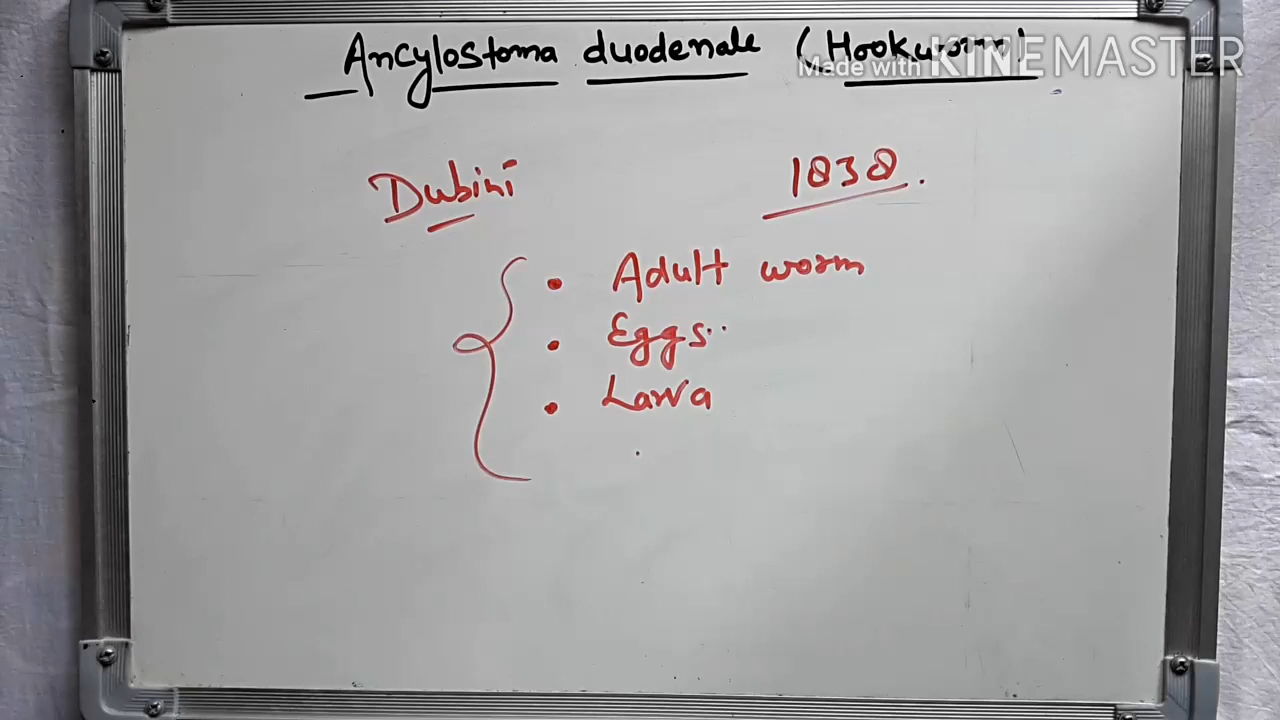 Ancylostoma duodenale (Hookworm)
Made with KINEMASTER
Dubini 1838.
• Adult worm
• Eggs..
• Larva